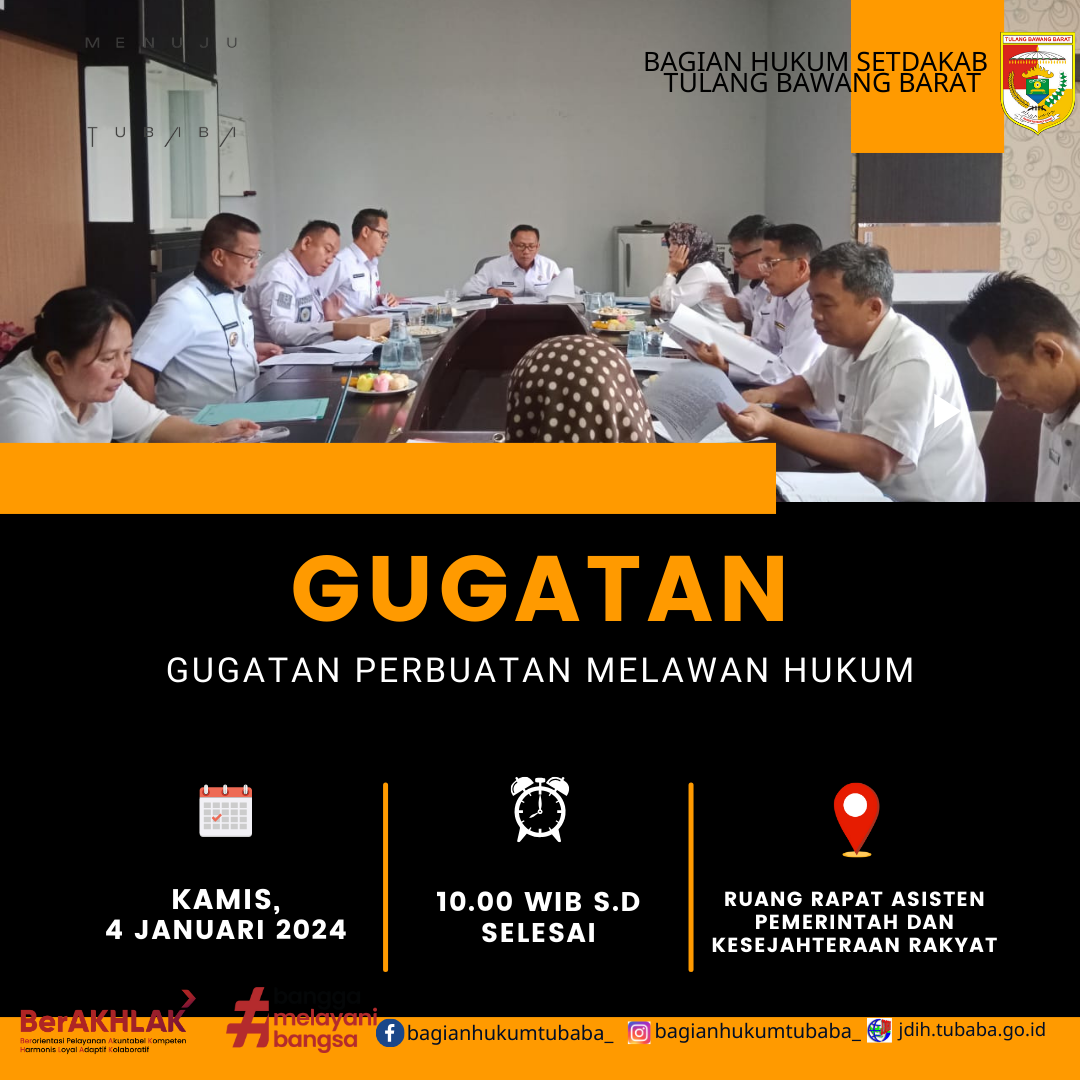 MENUJU
TUBABA
BAGIAN HUKUM SETDAKAB
TULANG BAWANG BARAT
TULANG BAWANG BARAT
GUGATAN
GUGATAN PERBUATAN MELAWAN HUKUM
KAMIS,
4 JANUARI 2024
10.00 WIB S.D
SELESAI
RUANG RAPAT ASISTEN
PEMERINTAH DAN
KESEJAHTERAAN RAKYAT
BerAKHLAK
Berorientasi Pelayanan Akuntabel Kompeten
Harmonis Loyal Adaptif Kolaboratif
#bangga
melayani
bangsa
bagianhukumtubaba_
bagianhukumtubaba_
jdih.tubaba.go.id